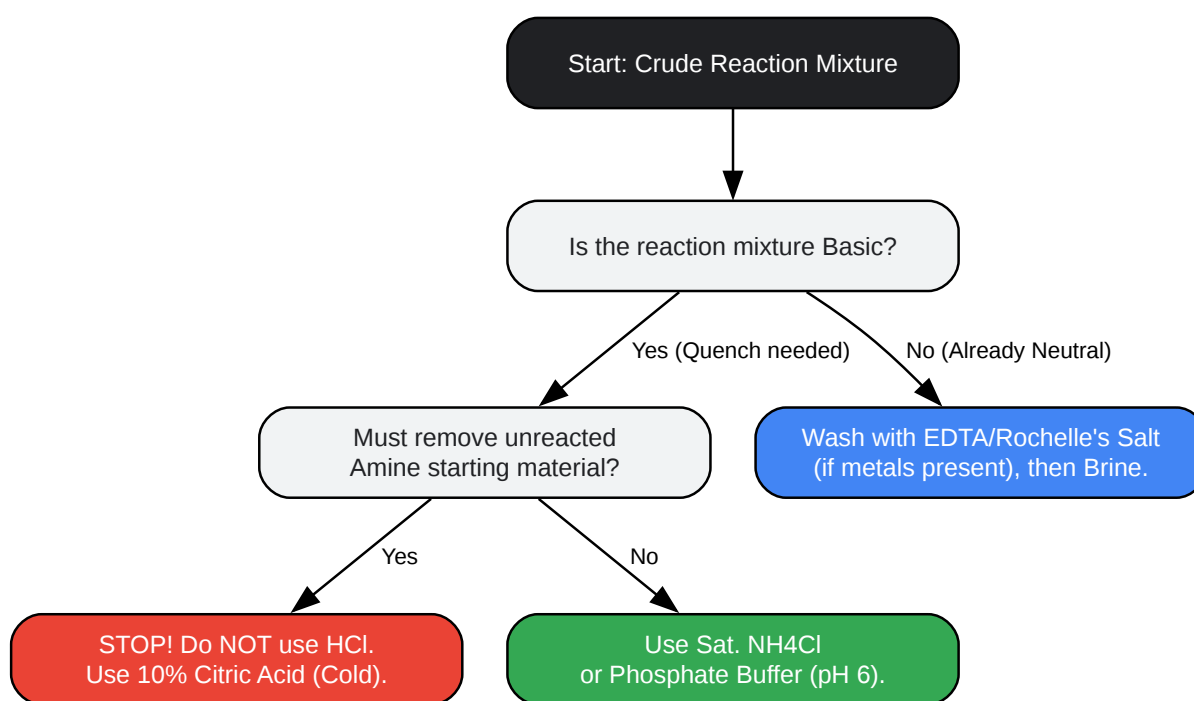 Start: Crude Reaction Mixture
Is the reaction mixture Basic?
Yes (Quench needed)
No (Already Neutral)
Must remove unreacted
Amine starting material?
Wash with EDTA/Rochelle's Salt
(if metals present), then Brine.
Yes
No
STOP! Do NOT use HCl.
Use 10% Citric Acid (Cold).
Use Sat. NH4Cl
or Phosphate Buffer (pH 6).